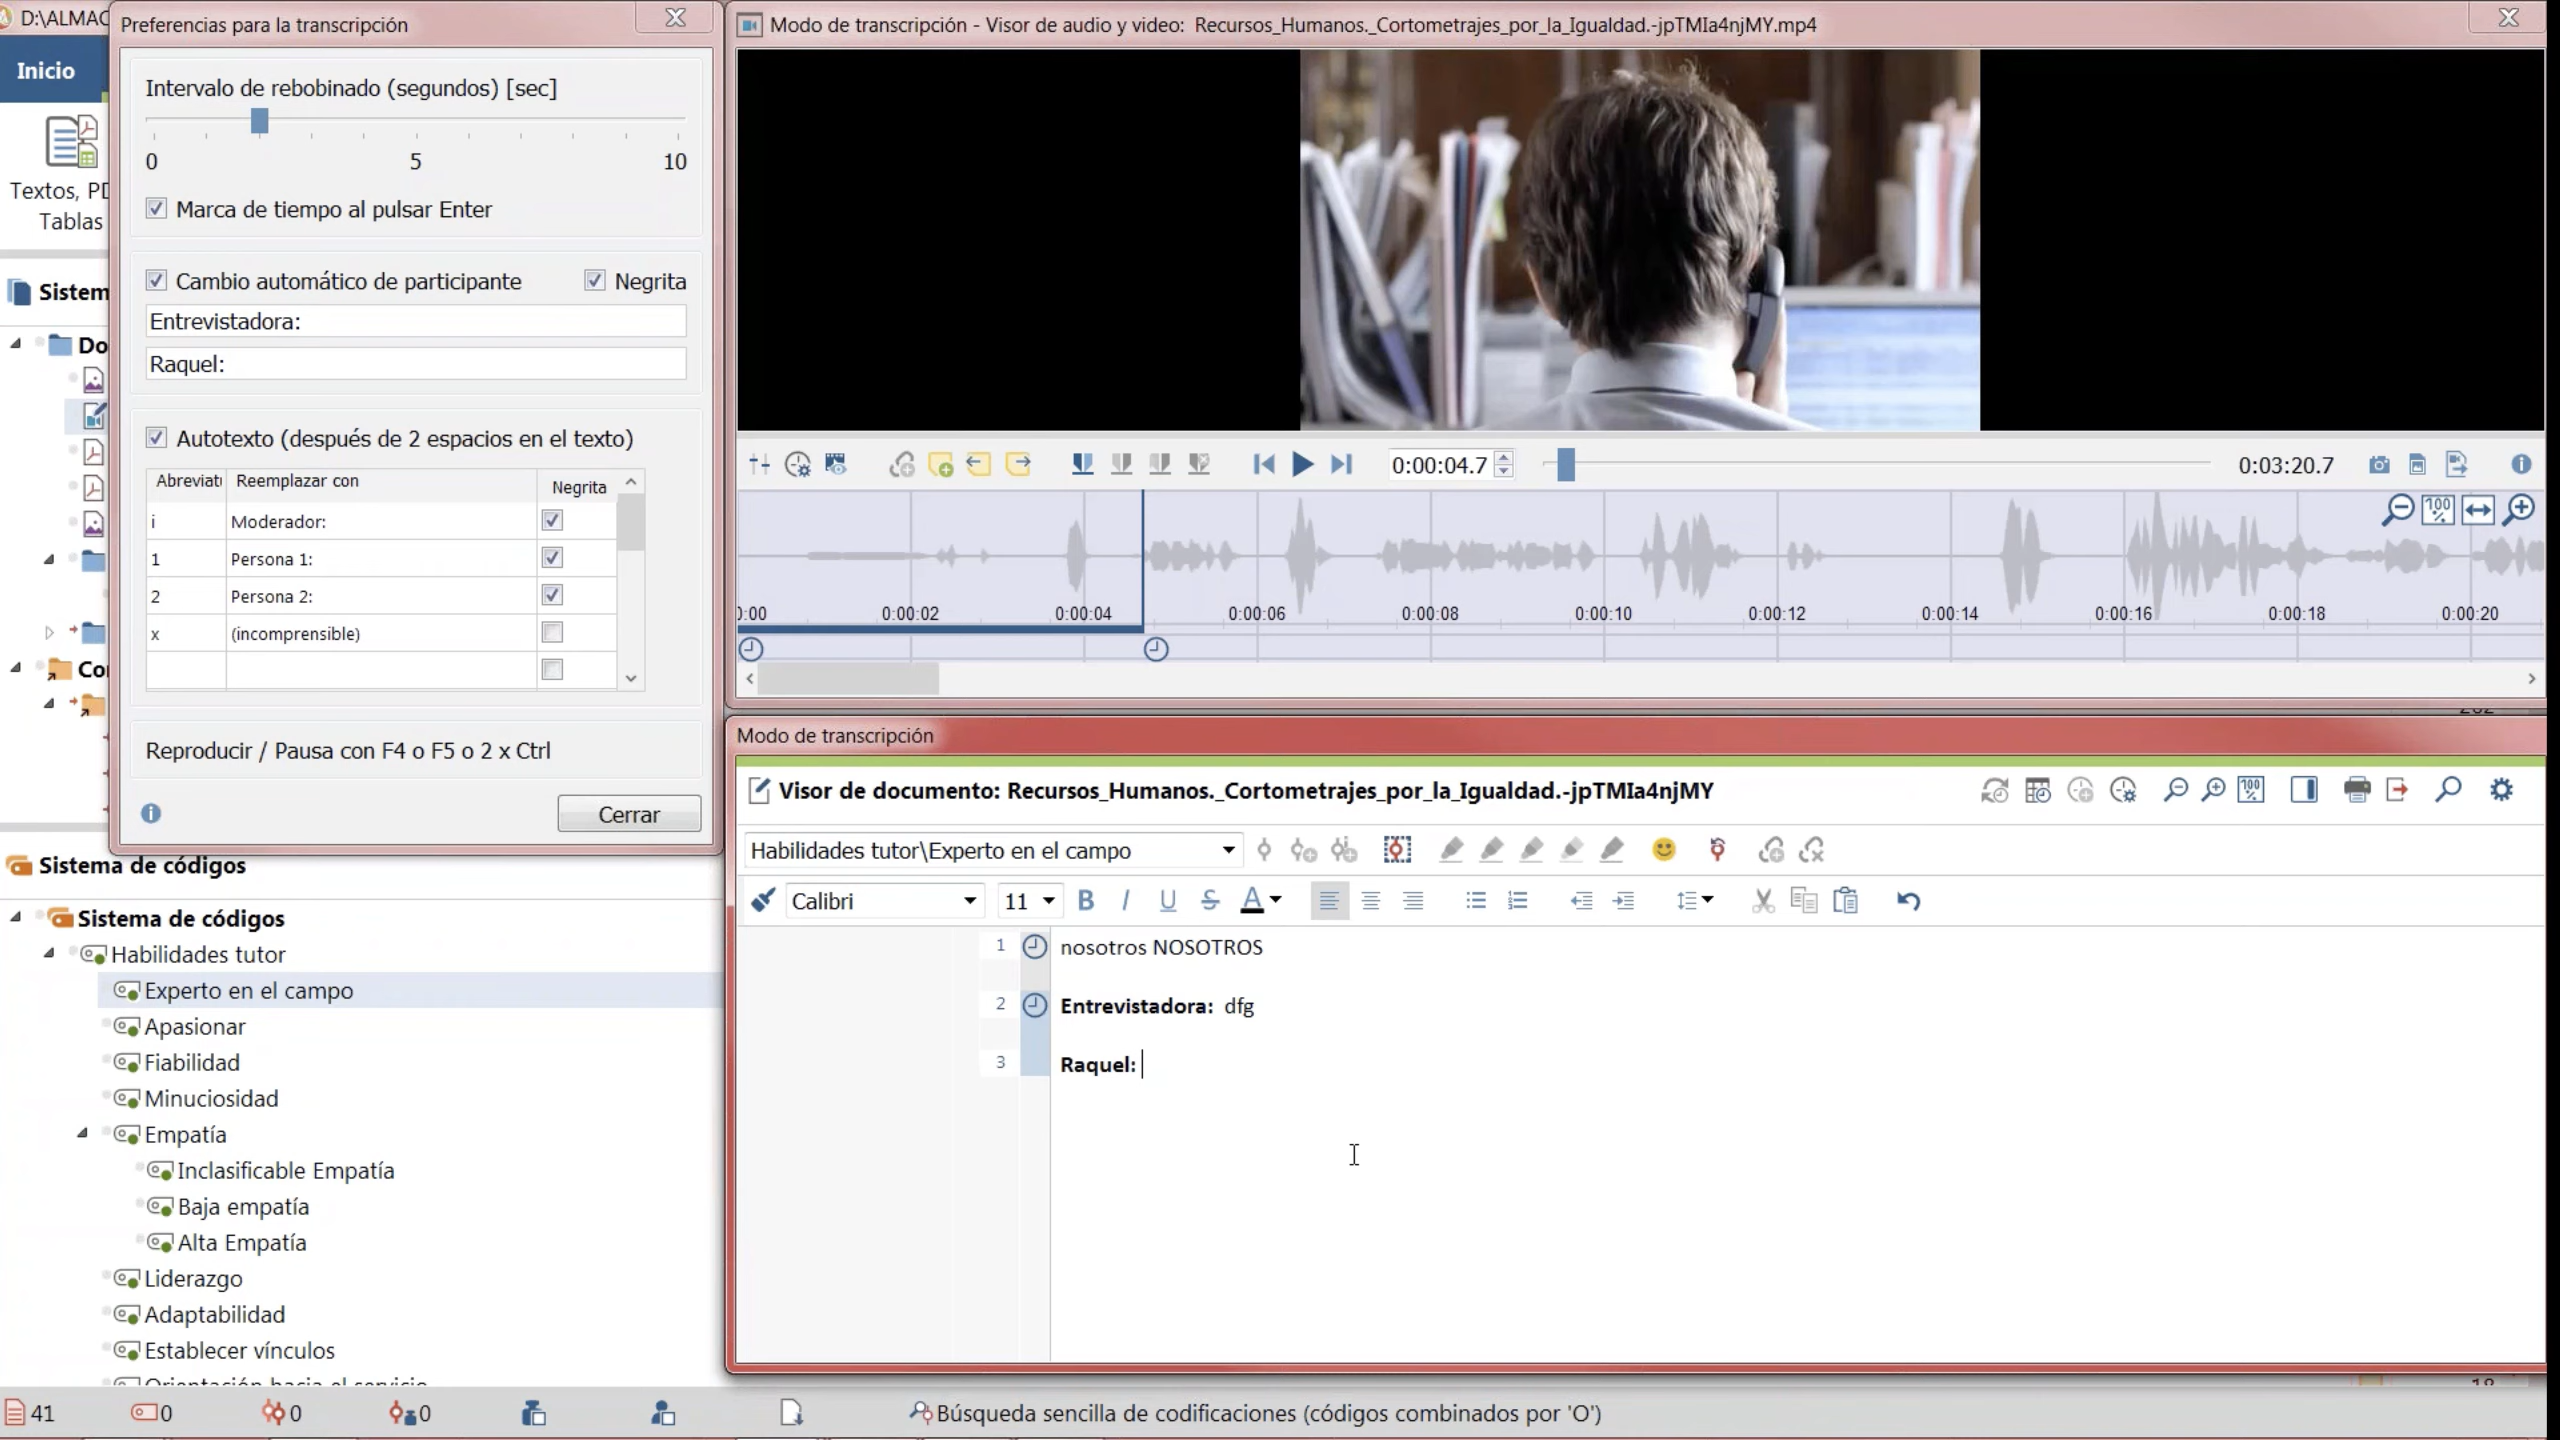 D:\ALMAC
Inicio
Textos, PD
Tablas
Sistem
Do
Co
Preferencias para la transcripción
Intervalo de rebobinado (segundos) [sec]
0 5 10
Marca de tiempo al pulsar Enter
Cambio automático de participante Negrita
Entrevistadora:
Raquel:
Autotexto (después de 2 espacios en el texto)
Abreviatu Reemplazar con Negrita
i Moderador:
1 Persona 1:
2 Persona 2:
x (incomprensible)
Reproducir / Pausa con F4 o F5 o 2 x Ctrl
Cerrar
Sistema de códigos
Sistema de códigos
Habilidades tutor
Experto en el campo
Apasionar
Fiabilidad
Minuciosidad
Empatía
Inclasificable Empatía
Baja empatía
Alta Empatía
Liderazgo
Adaptabilidad
Establecer vínculos
Orientación hacia el servicio
Modo de transcripción - Visor de audio y video: Recursos_Humanos._Cortometrajes_por_la_Igualdad.-jpTMIa4njMY.mp4
0:00:04.7 0:03:20.7
100 %
0:00 0:00:02 0:00:04 0:00:06 0:00:08 0:00:10 0:00:12 0:00:14 0:00:16 0:00:18 0:00:20
Modo de transcripción
Visor de documento: Recursos_Humanos._Cortometrajes_por_la_Igualdad.-jpTMIa4njMY
100 %
Habilidades tutor\Experto en el campo
Calibri 11 B I U S A
1 nosotros NOSOTROS
2 Entrevistadora: dfg
3 Raquel:
41 0 0 0 Búsqueda sencilla de codificaciones (códigos combinados por 'O')